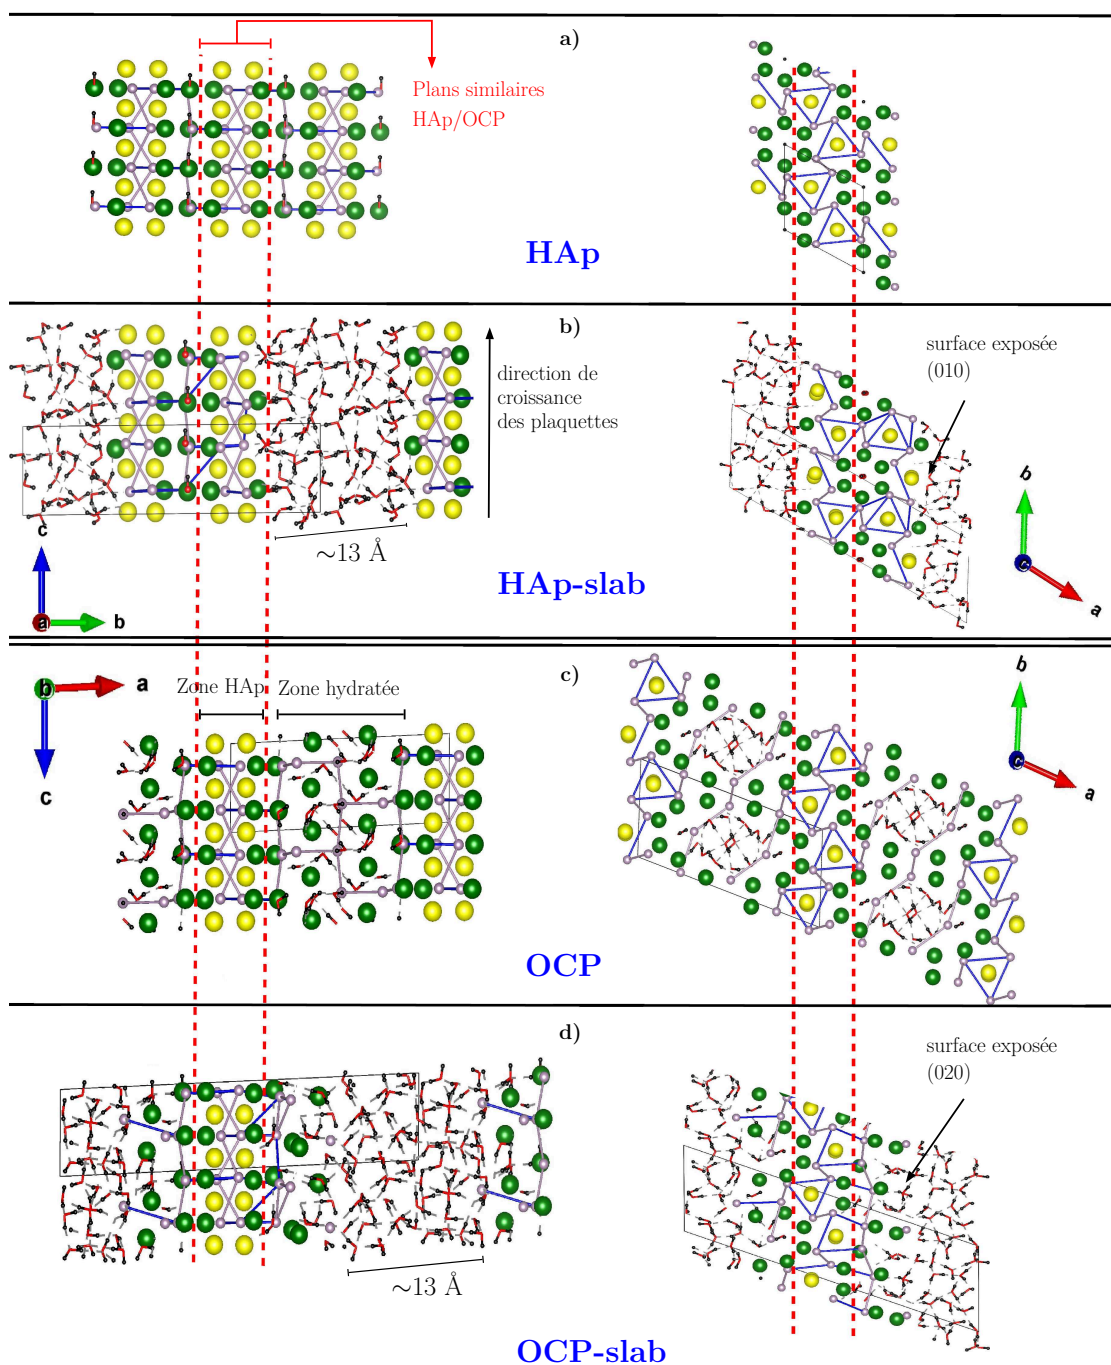 a)
Plans similaires
HAp/OCP
HAp
b)
direction de
croissance
des plaquettes
surface exposée
(010)
~13 Å
HAp-slab
c
a
b
b
c
a
b
a
c
Zone HAp
Zone hydratée
c)
b
c
a
OCP
d)
surface exposée
(020)
~13 Å
OCP-slab